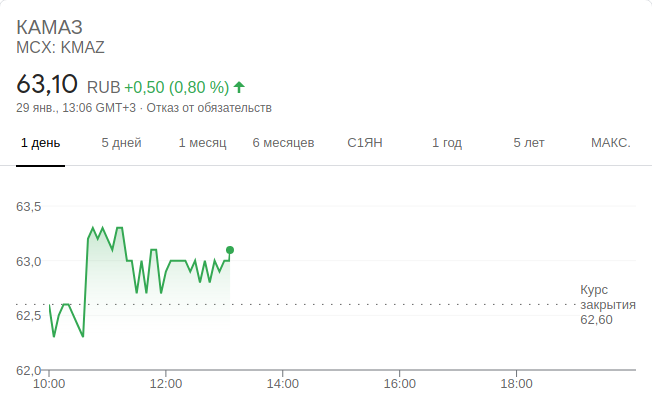 КАМАЗ
MCX: KMAZ
63,10 RUB +0,50 (0,80 %)
29 янв., 13:06 GMT+3 · Отказ от обязательств
1 день 5 дней 1 месяц 6 месяцев С1ЯН 1 год 5 лет МАКС.
63,5
63,0
Курс
закрытия
62,60
62,5
62,0
10:00 12:00 14:00 16:00 18:00